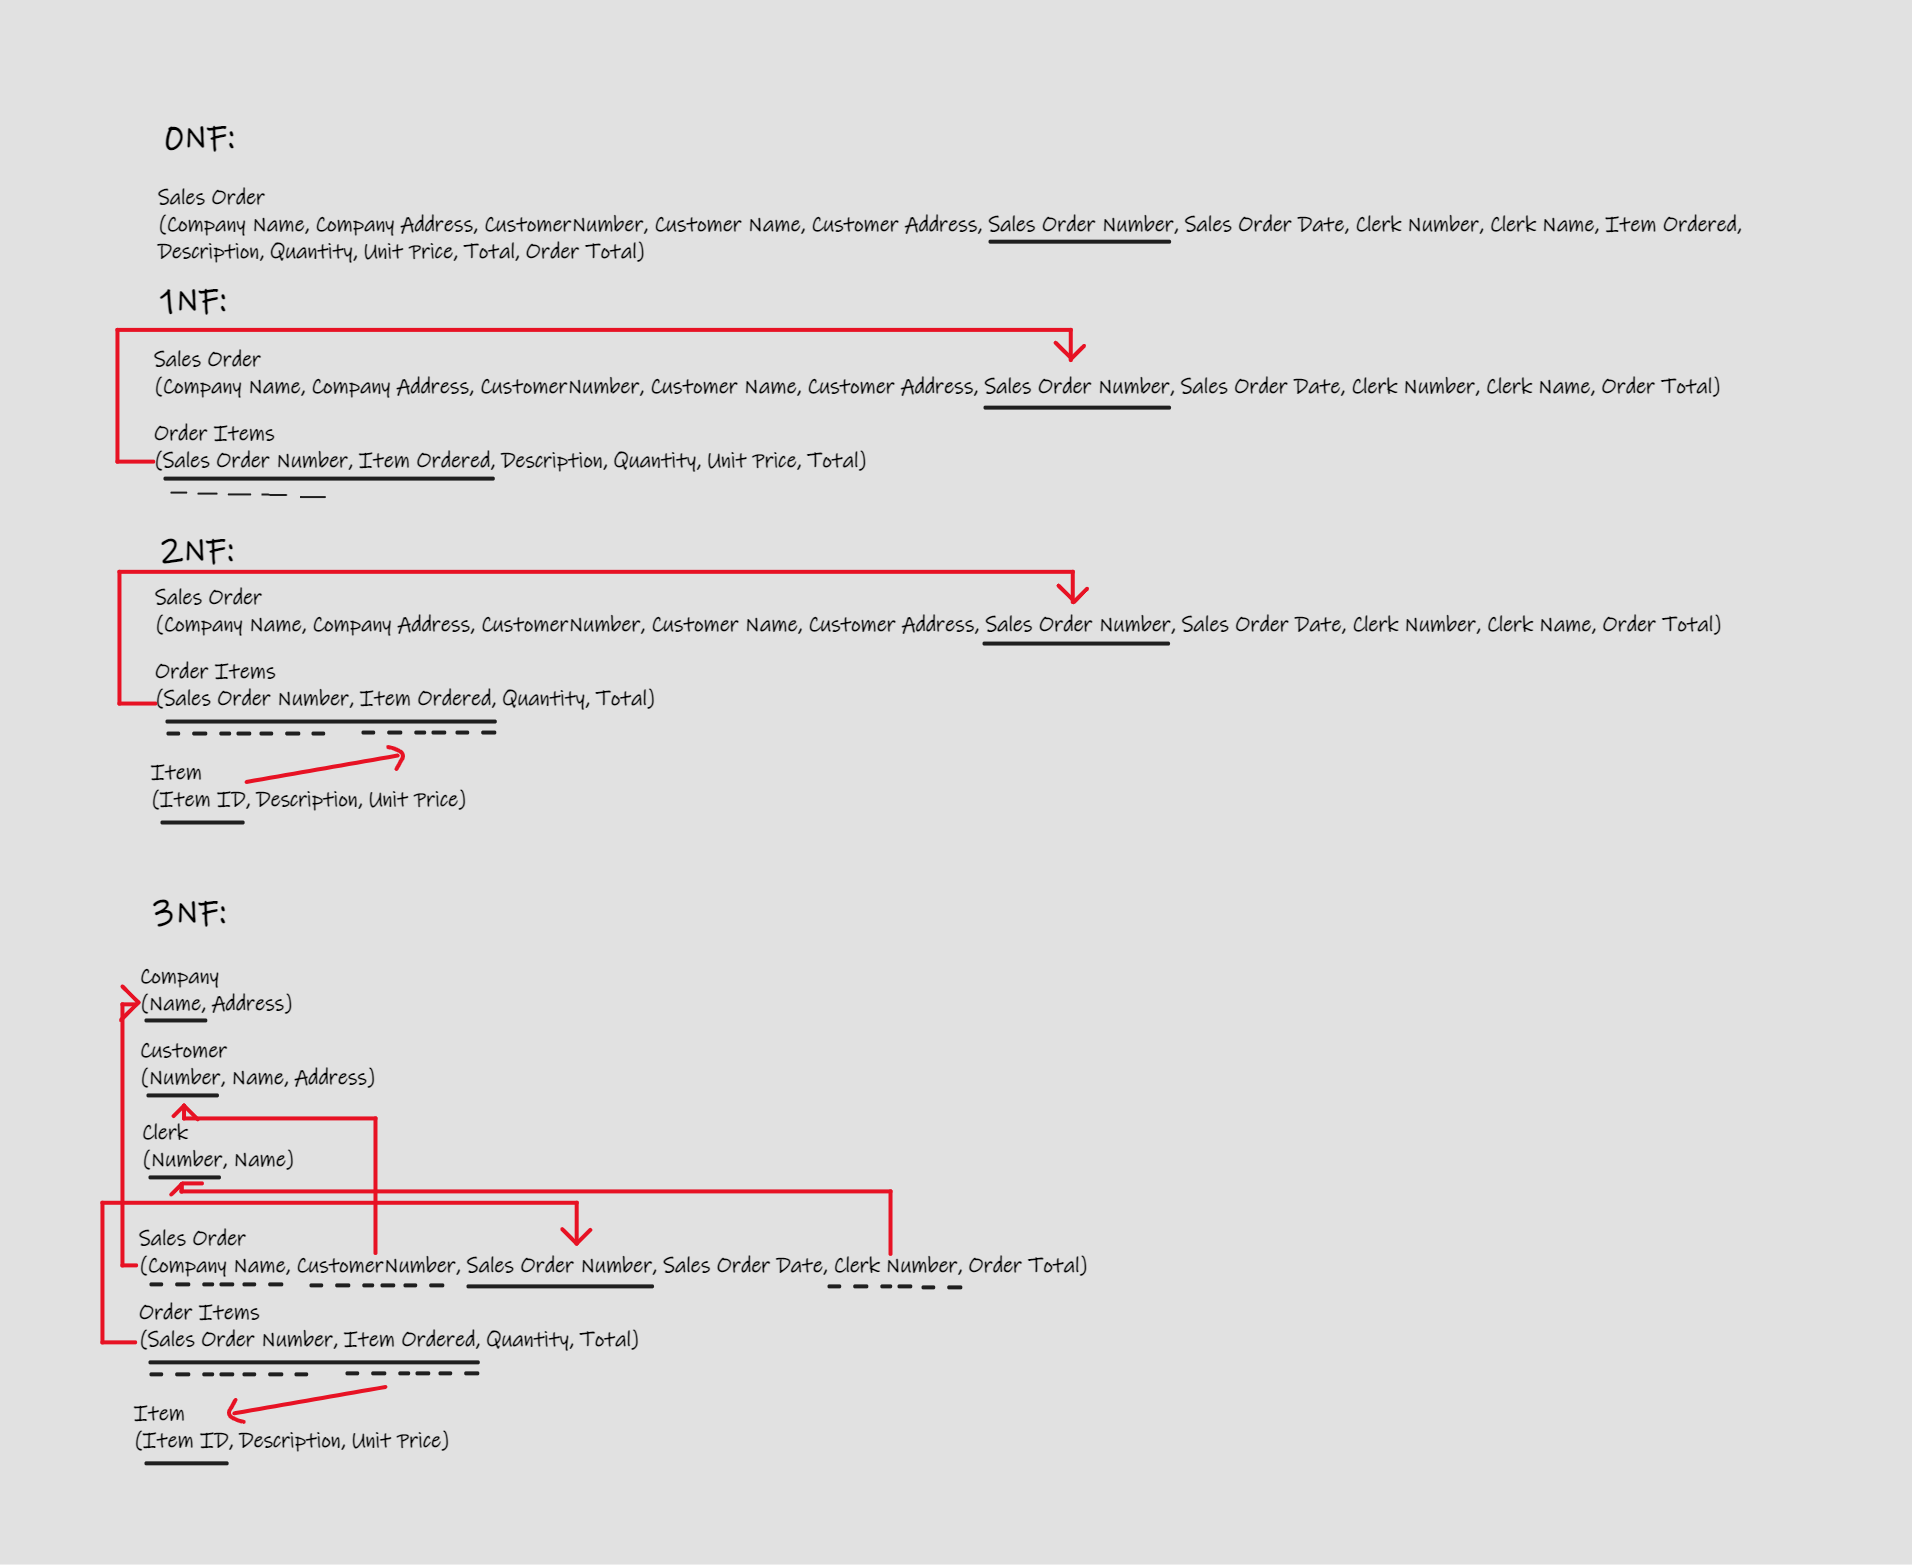 0NF:
Sales Order
(Company Name, Company Address, CustomerNumber, Customer Name, Customer Address, Sales Order Number, Sales Order Date, Clerk Number, Clerk Name, Item Ordered,
Description, Quantity, Unit Price, Total, Order Total)
1NF:
Sales Order
(Company Name, Company Address, CustomerNumber, Customer Name, Customer Address, Sales Order Number, Sales Order Date, Clerk Number, Clerk Name, Order Total)
Order Items
(Sales Order Number, Item Ordered, Description, Quantity, Unit Price, Total)
2NF:
Sales Order
(Company Name, Company Address, CustomerNumber, Customer Name, Customer Address, Sales Order Number, Sales Order Date, Clerk Number, Clerk Name, Order Total)
Order Items
(Sales Order Number, Item Ordered, Quantity, Total)
Item
(Item ID, Description, Unit Price)
3NF:
Company
(Name, Address)
Customer
(Number, Name, Address)
Clerk
(Number, Name)
Sales Order
(Company Name, CustomerNumber, Sales Order Number, Sales Order Date, Clerk Number, Order Total)
Order Items
(Sales Order Number, Item Ordered, Quantity, Total)
Item
(Item ID, Description, Unit Price)